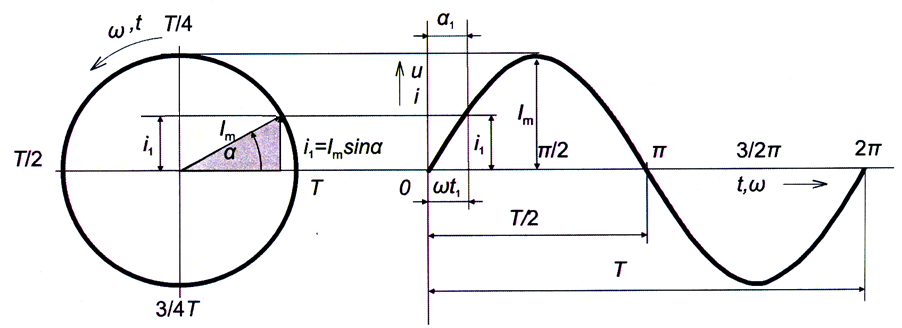 ω,t T/4
α₁
u
i
Iₘ
α
i₁
i₁=Iₘsinα
Iₘ
i₁
T/2
T
0
ωt₁
π/2
π
3/2π
2π
t,ω
T/2
T
3/4T